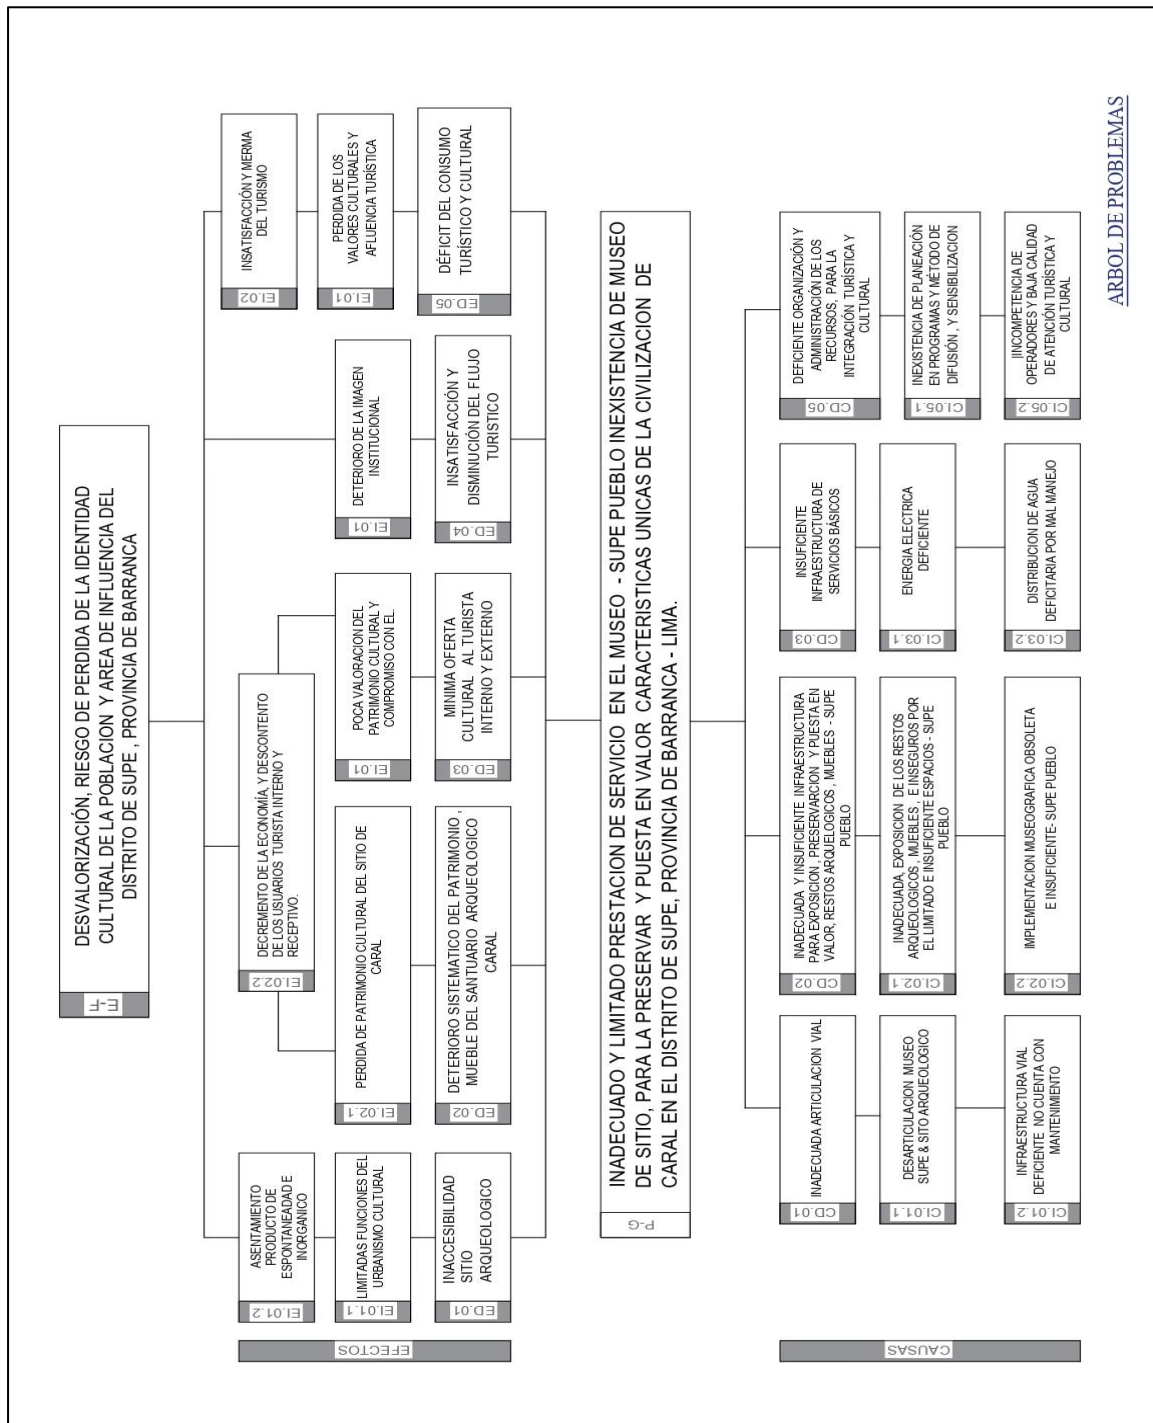 DESVALORIZACIÓN, RIESGO DE PERDIDA DE LA IDENTIDAD
CULTURAL DE LA POBLACION Y AREA DE INFLUENCIA DEL
DISTRITO DE SUPE , PROVINCIA DE BARRANCA
E-F
EFECTOS
ASENTAMIENTO
PRODUCTO DE
ESPONTANEADAD E
INORGANICO
EI.01.2
LIMITADAS FUNCIONES DEL
URBANISMO CULTURAL
EI.01.1
INACCESIBILIDAD
SITIO
ARQUEOLOGICO
ED.01
DECREMENTO DE LA ECONOMÍA, Y DESCONTENTO
DE LOS USUARIOS TURISTA INTERNO Y
RECEPTIVO.
EI.02.2
PERDIDA DE PATRIMONIO CULTURAL DEL SITIO DE
CARAL
EI.02.1
DETERIORO SISTEMATICO DEL PATRIMONIO ,
MUEBLE DEL SANTUARIO ARQUEOLOGICO
CARAL
ED.02
POCA VALORACION DEL
PATRIMONIO CULTURAL Y
COMPROMISO CON EL.
EI.01
MINIMA OFERTA
CULTURAL AL TURISTA
INTERNO Y EXTERNO
ED.03
DETERIORO DE LA IMAGEN
INSTITUCIONAL
EI.01
INSATISFACCIÓN Y
DISMINUCIÓN DEL FLUJO
TURISTICO
ED.04
INSATISFACCIÓN Y MERMA
DEL TURISMO
EI.02
PERDIDA DE LOS
VALORES CULTURALES Y
AFLUENCIA TURÍSTICA
EI.01
DÉFICIT DEL CONSUMO
TURÍSTICO Y CULTURAL
ED.05
INADECUADO Y LIMITADO PRESTACION DE SERVICIO EN EL MUSEO - SUPE PUEBLO INEXISTENCIA DE MUSEO
DE SITIO, PARA LA PRESERVAR Y PUESTA EN VALOR CARACTERISTICAS UNICAS DE LA CIVILIZACION DE
CARAL EN EL DISTRITO DE SUPE, PROVINCIA DE BARRANCA - LIMA.
P-G
CAUSAS
INADECUADA ARTICULACION VIAL
CD.01
DESARTICULACION MUSEO
SUPE & SITO ARQUEOLOGICO
CI.01.1
INFRAESTRUCTURA VIAL
DEFICIENTE NO CUENTA CON
MANTENIMIENTO
CI.01.2
INADECUADA Y INSUFICIENTE INFRAESTRUCTURA
PARA EXPOSICION , PRESERVARCION Y PUESTA EN
VALOR, RESTOS ARQUELOGICOS , MUEBLES - SUPE
PUEBLO
CD.02
INADECUADA, EXPOSICION DE LOS RESTOS
ARQUEOLOGICOS , MUEBLES , E INSEGUROS POR
EL LIMITADO E INSUFICIENTE ESPACIOS - SUPE
PUEBLO
CI.02.1
IMPLEMENTACION MUSEOGRAFICA OBSOLETA
E INSUFICIENTE- SUPE PUEBLO
CI.02.2
INSUFICIENTE
INFRAESTRUCTURA DE
SERVICIOS BÁSICOS
CD.03
ENERGIA ELECTRICA
DEFICIENTE
CI.03.1
DISTRIBUCION DE AGUA
DEFICITARIA POR MAL MANEJO
CI.03.2
DEFICIENTE ORGANIZACIÓN Y
ADMINISTRACIÓN DE LOS
RECURSOS, PARA LA
INTEGRACIÓN TURÍSTICA Y
CULTURAL
CD.05
INEXISTENCIA DE PLANEACIÓN
EN PROGRAMAS Y MÉTODO DE
DIFUSIÓN , Y SENSIBILIZACION
CI.05.1
|INCOMPETENCIA DE
OPERADORES Y BAJA CALIDAD
DE ATENCIÓN TURÍSTICA Y
CULTURAL
CI.05.2
ARBOL DE PROBLEMAS